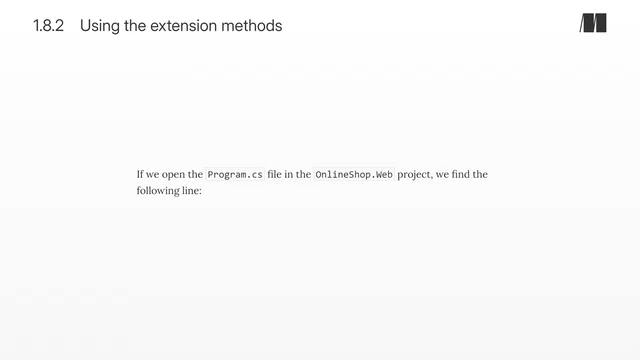 1.8.2 Using the extension methods
If we open the Program.cs file in the OnlineShop.Web project, we find the
following line: